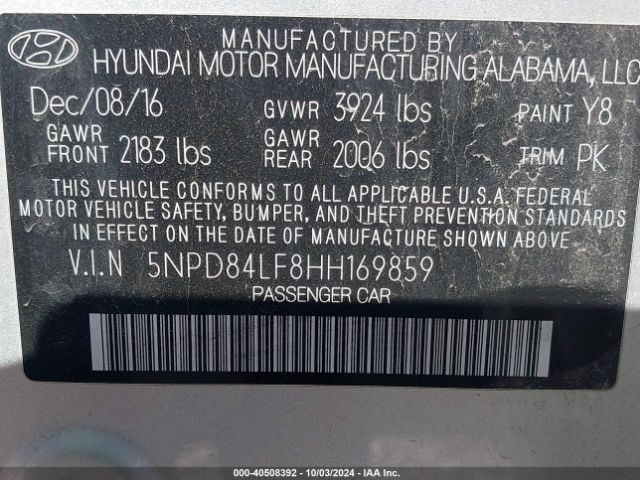 MANUFACTURED BY
HYUNDAI MOTOR MANUFACTURING ALABAMA, LLC
Dec/08/16 GVWR 3924 lbs PAINT Y8
GAWR FRONT 2183 lbs GAWR REAR 2006 lbs TRIM PK
THIS VEHICLE CONFORMS TO ALL APPLICABLE U.S.A. FEDERAL
MOTOR VEHICLE SAFETY, BUMPER, AND THEFT PREVENTION STANDARDS
IN EFFECT ON THE DATE OF MANUFACTURE SHOWN ABOVE
V.I.N 5NPD84LF8HH169859
PASSENGER CAR
000-40508392 - 10/03/2024 - IAA Inc.